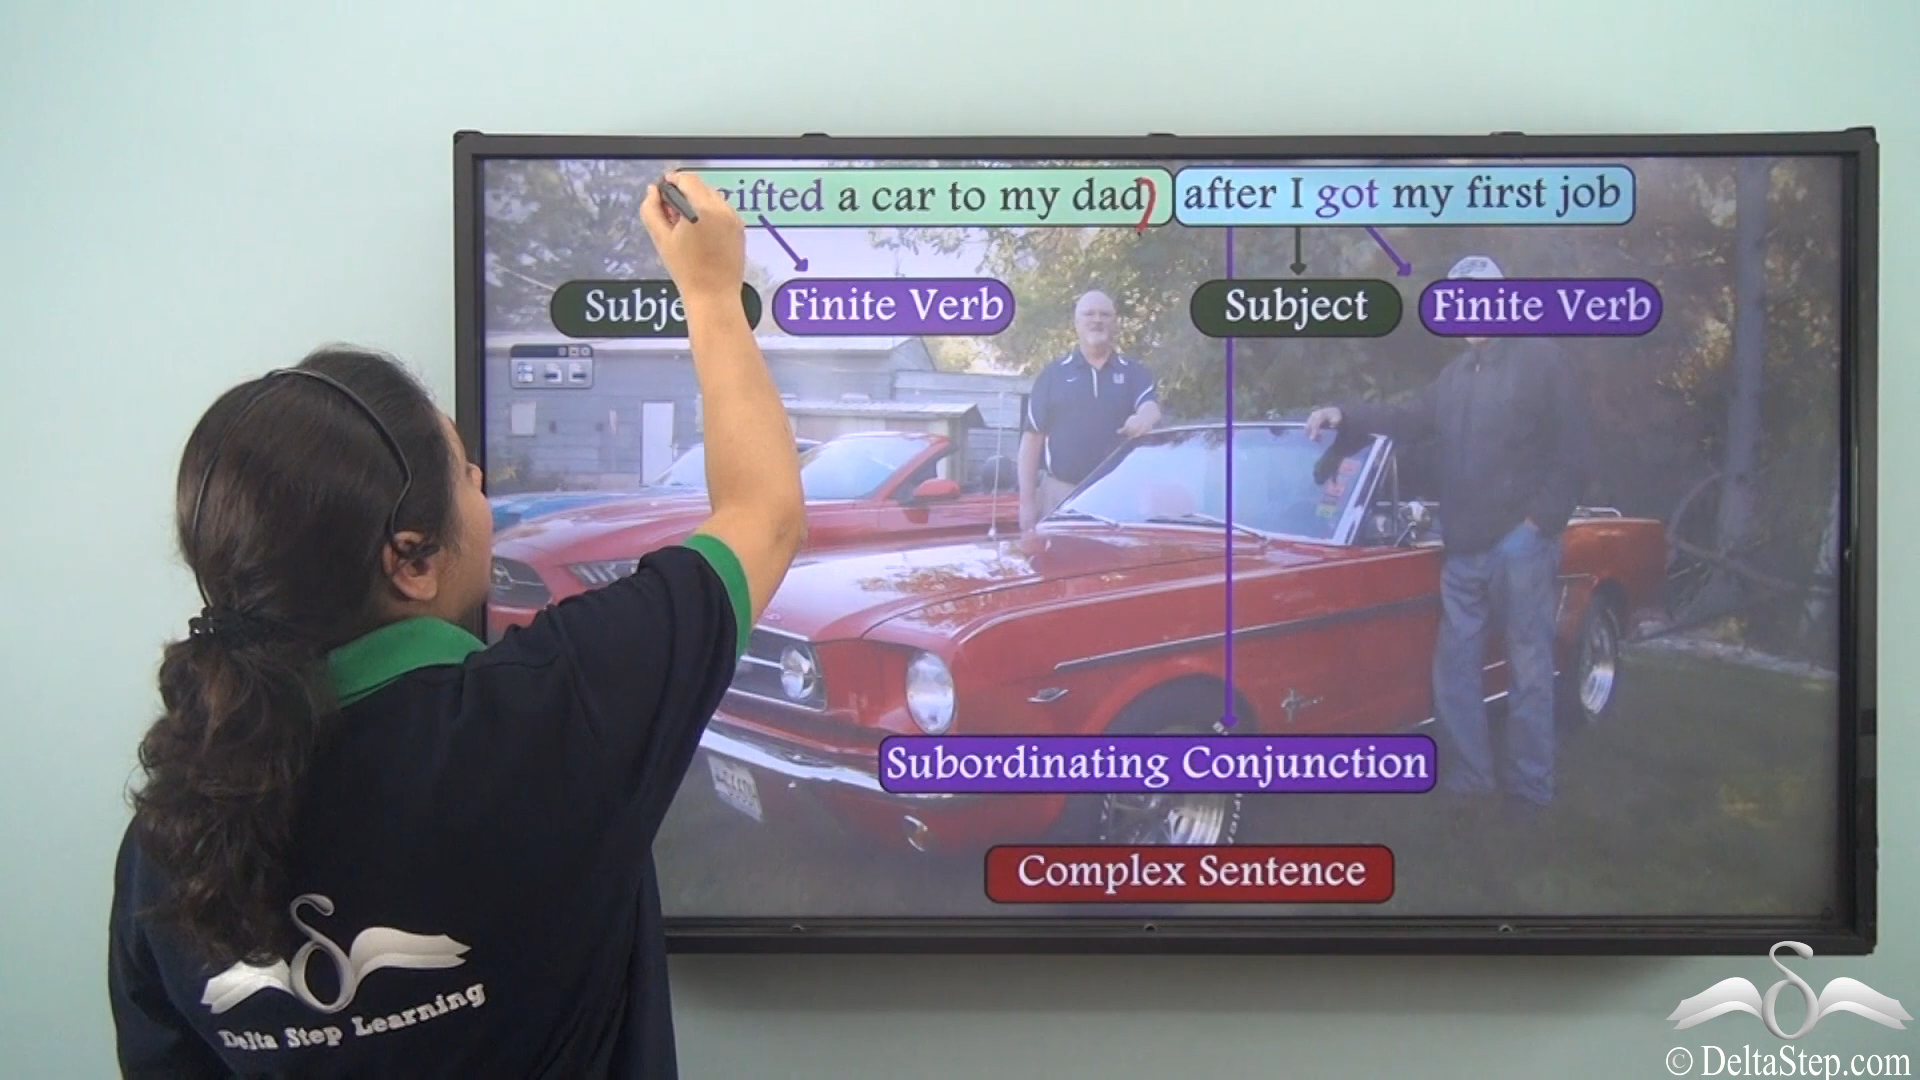 gifted a car to my dad after I got my first job
Subje Finite Verb Subject Finite Verb
Subordinating Conjunction
Complex Sentence
Delta Step Learning
© DeltaStep.com